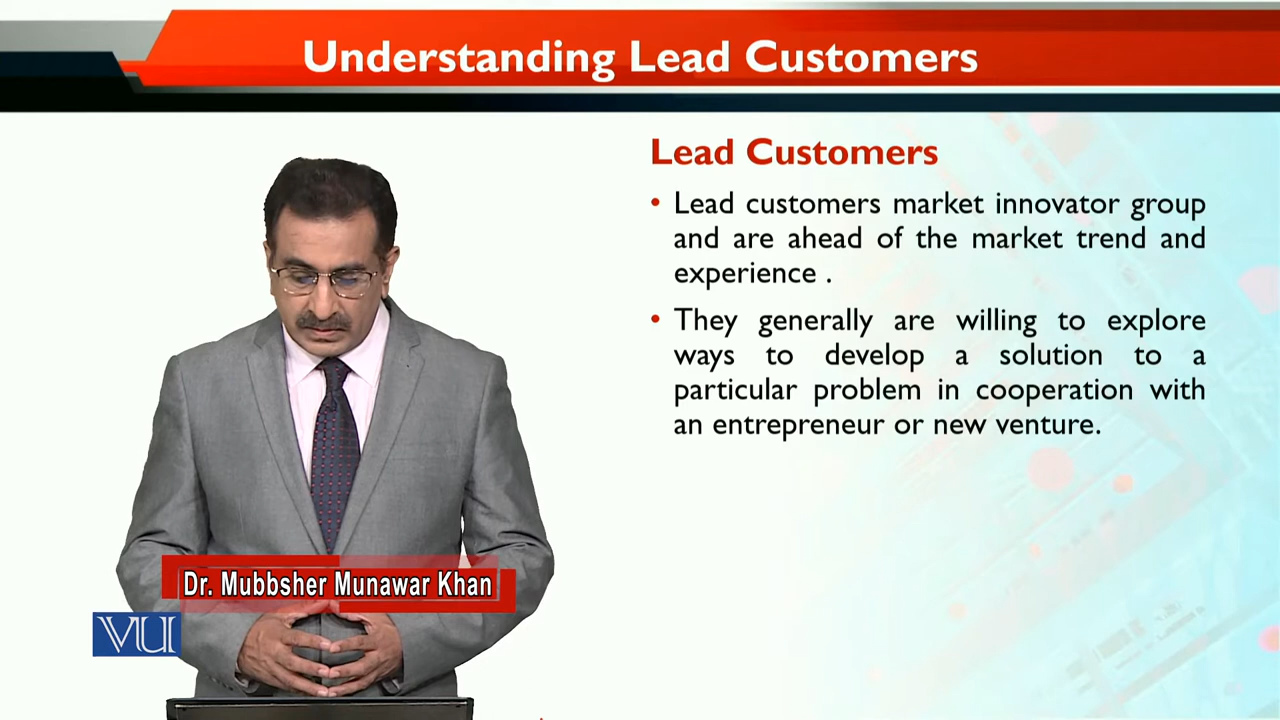 Understanding Lead Customers
Lead Customers
• Lead customers market innovator group
and are ahead of the market trend and
experience .
• They generally are willing to explore
ways to develop a solution to a
particular problem in cooperation with
an entrepreneur or new venture.
Dr. Mubbsher Munawar Khan
VU